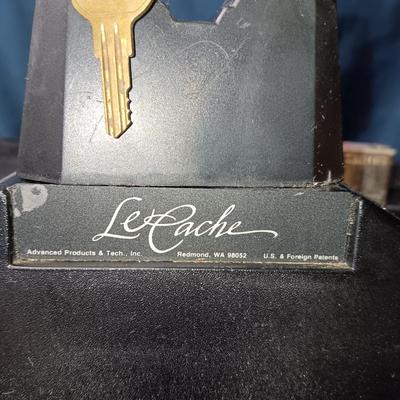 LeCache
Advanced Products & Tech., Inc. Redmond, WA 98052 U.S. & Foreign Patents